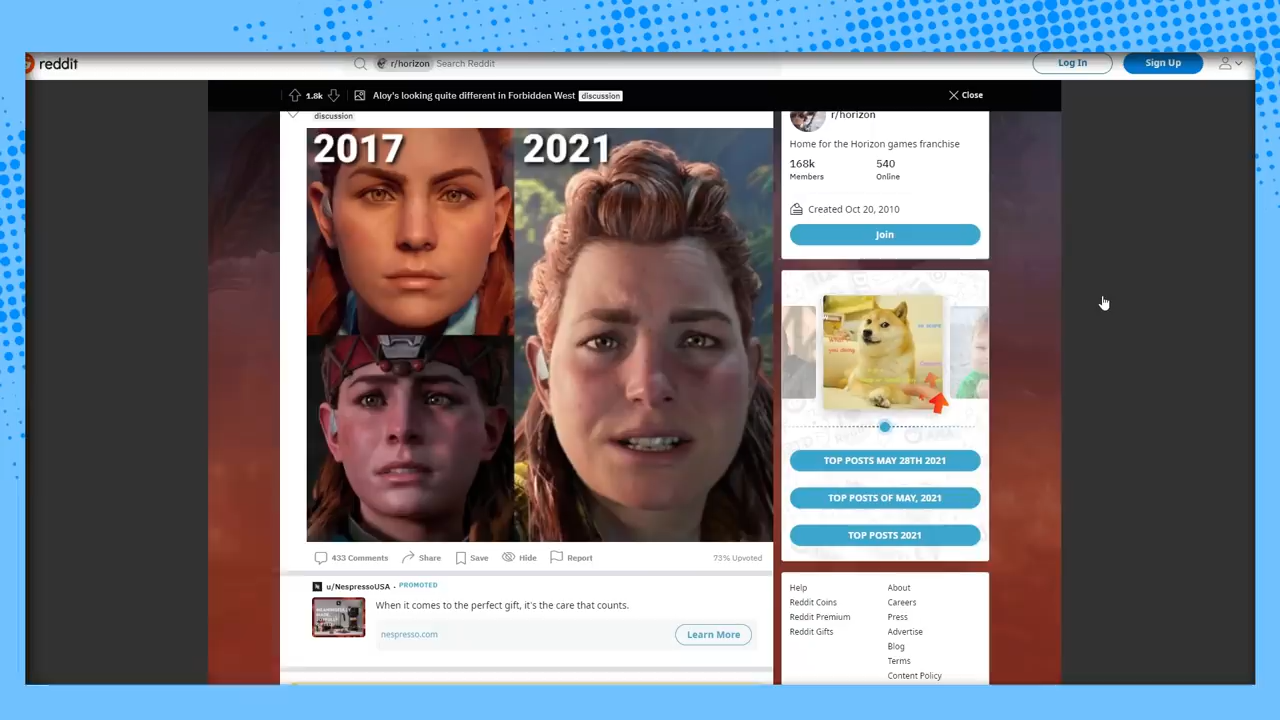 reddit
r/horizon Search Reddit
Log In
Sign Up
1.8k
Aloy's looking quite different in Forbidden West discussion
Close
discussion
2017
2021
r/horizon
Home for the Horizon games franchise
168k
540
Members
Online
Created Oct 20, 2010
Join
TOP POSTS MAY 28TH 2021
TOP POSTS OF MAY, 2021
TOP POSTS 2021
433 Comments
Share
Save
Hide
Report
73% Upvoted
u/NespressoUSA · PROMOTED
When it comes to the perfect gift, it's the care that counts.
nespresso.com
Learn More
Help
About
Reddit Coins
Careers
Reddit Premium
Press
Reddit Gifts
Advertise
Blog
Terms
Content Policy